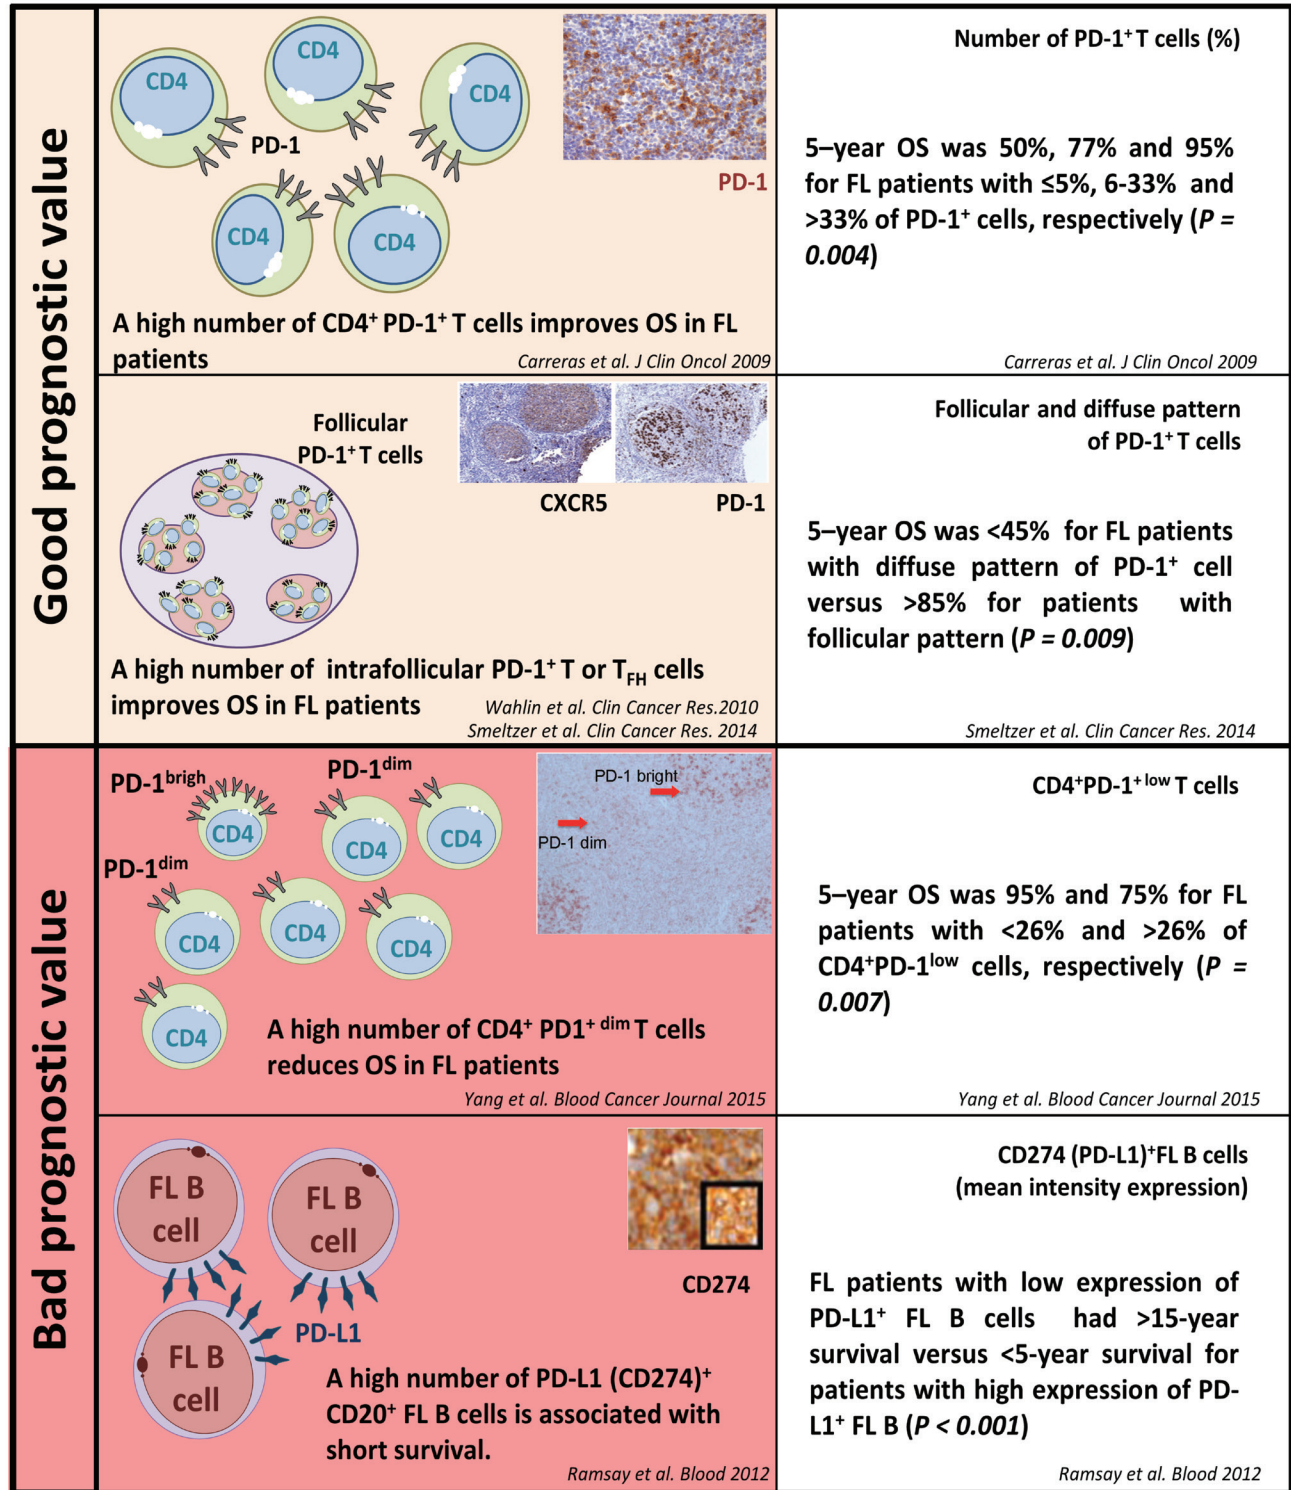 Good prognostic value
CD4
CD4
CD4
PD-1
CD4
CD4
PD-1
A high number of CD4⁺ PD-1⁺ T cells improves OS in FL
patients
Carreras et al. J Clin Oncol 2009
Number of PD-1⁺ T cells (%)
5–year OS was 50%, 77% and 95%
for FL patients with ≤5%, 6-33% and
>33% of PD-1⁺ cells, respectively (P =
0.004)
Carreras et al. J Clin Oncol 2009
Follicular
PD-1⁺ T cells
CXCR5
PD-1
A high number of intrafollicular PD-1⁺ T or TFH cells
improves OS in FL patients
Wahlin et al. Clin Cancer Res.2010
Smeltzer et al. Clin Cancer Res. 2014
Follicular and diffuse pattern
of PD-1⁺ T cells
5–year OS was <45% for FL patients
with diffuse pattern of PD-1⁺ cell
versus >85% for patients with
follicular pattern (P = 0.009)
Smeltzer et al. Clin Cancer Res. 2014
Bad prognostic value
PD-1brigh
PD-1dim
CD4
CD4
CD4
PD-1dim
CD4
CD4
CD4
CD4
PD-1 bright
PD-1 dim
A high number of CD4⁺ PD1⁺ dim T cells
reduces OS in FL patients
Yang et al. Blood Cancer Journal 2015
CD4⁺PD-1⁺ low T cells
5–year OS was 95% and 75% for FL
patients with <26% and >26% of
CD4⁺PD-1low cells, respectively (P =
0.007)
Yang et al. Blood Cancer Journal 2015
FL B
cell
FL B
cell
FL B
cell
PD-L1
CD274
A high number of PD-L1 (CD274)⁺
CD20⁺ FL B cells is associated with
short survival.
Ramsay et al. Blood 2012
CD274 (PD-L1)⁺FL B cells
(mean intensity expression)
FL patients with low expression of
PD-L1⁺ FL B cells had >15-year
survival versus <5-year survival for
patients with high expression of PD-
L1⁺ FL B (P < 0.001)
Ramsay et al. Blood 2012